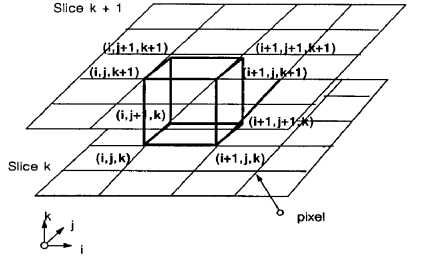 Slice k + 1
(i,j+1,k+1) (i+1,j+1,k+1)
(i,j,k+1) (i+1,j,k+1)
(i,j+1,k) (i+1,j+1,k)
(i,j,k) (i+1,j,k)
Slice k
pixel
k
j
i